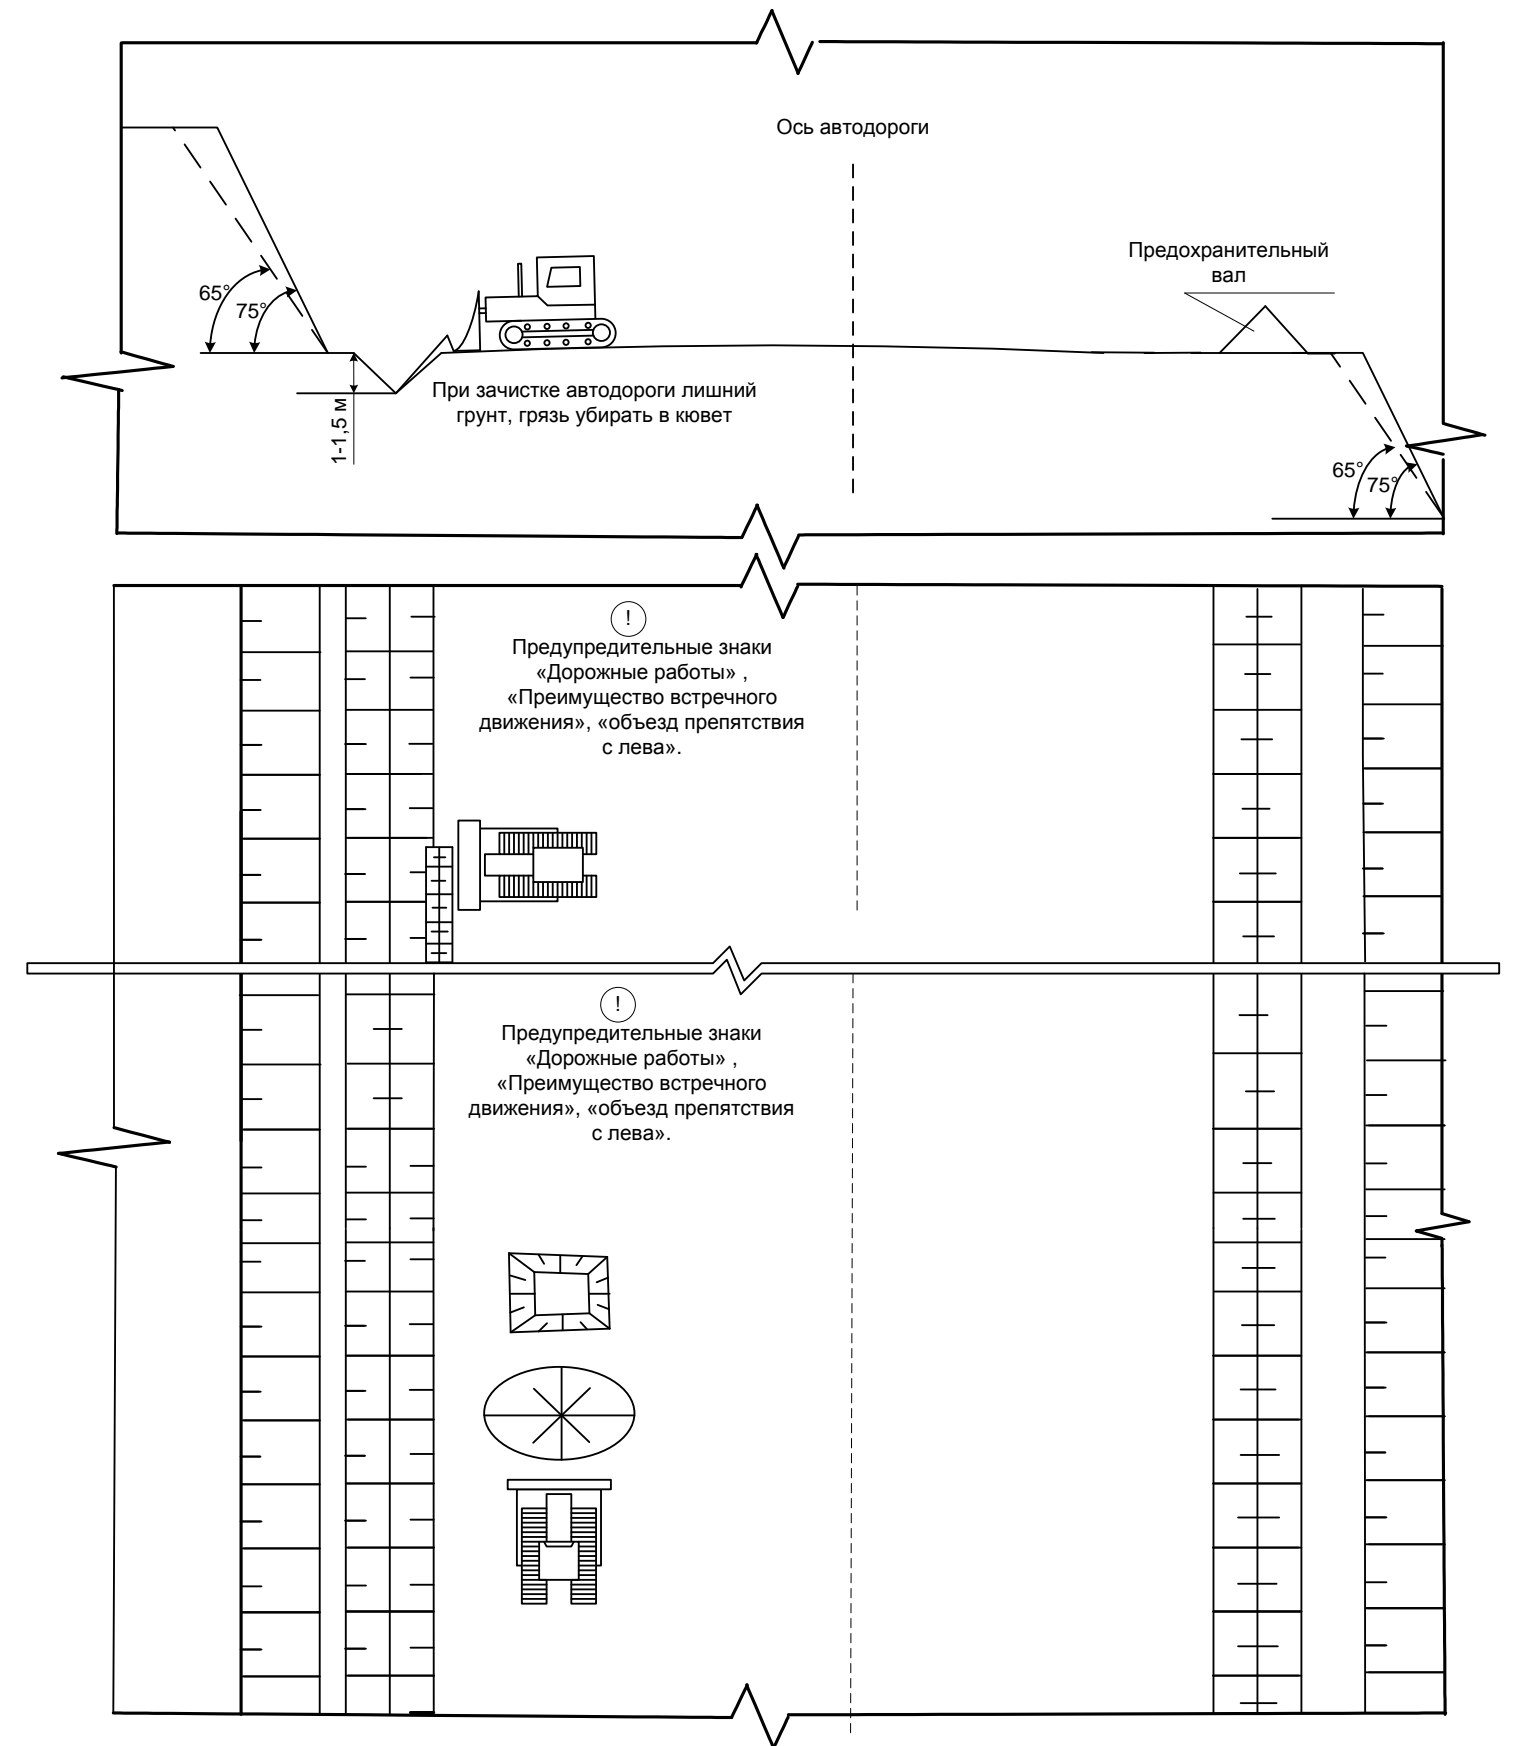 Ось автодороги
Предохранительный
вал
65°
75°
При зачистке автодороги лишний
грунт, грязь убирать в кювет
1-1,5 м
65°
75°
!
Предупредительные знаки
«Дорожные работы» ,
«Преимущество встречного
движения», «объезд препятствия
с лева».
!
Предупредительные знаки
«Дорожные работы» ,
«Преимущество встречного
движения», «объезд препятствия
с лева».